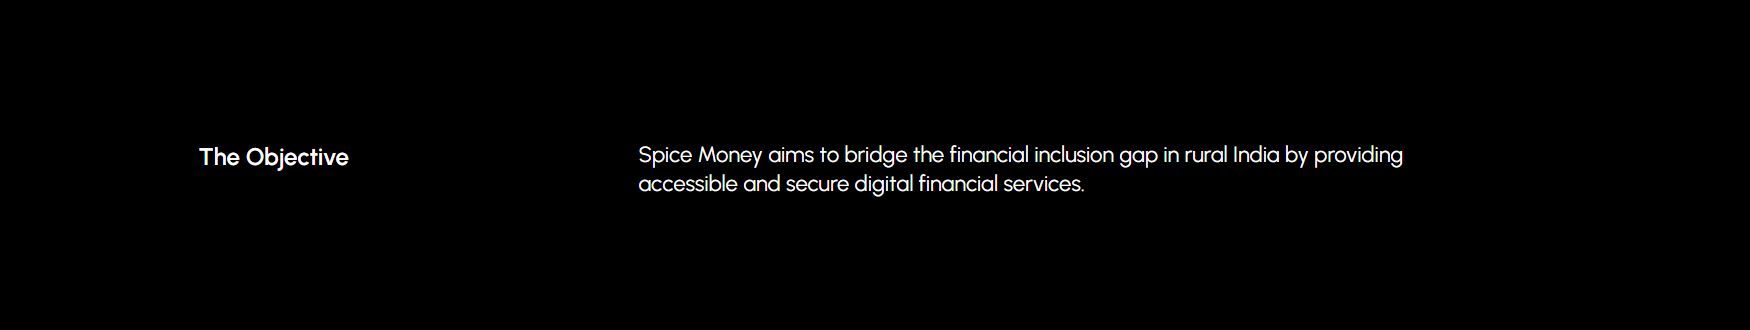 The Objective
Spice Money aims to bridge the financial inclusion gap in rural India by providing
accessible and secure digital financial services.